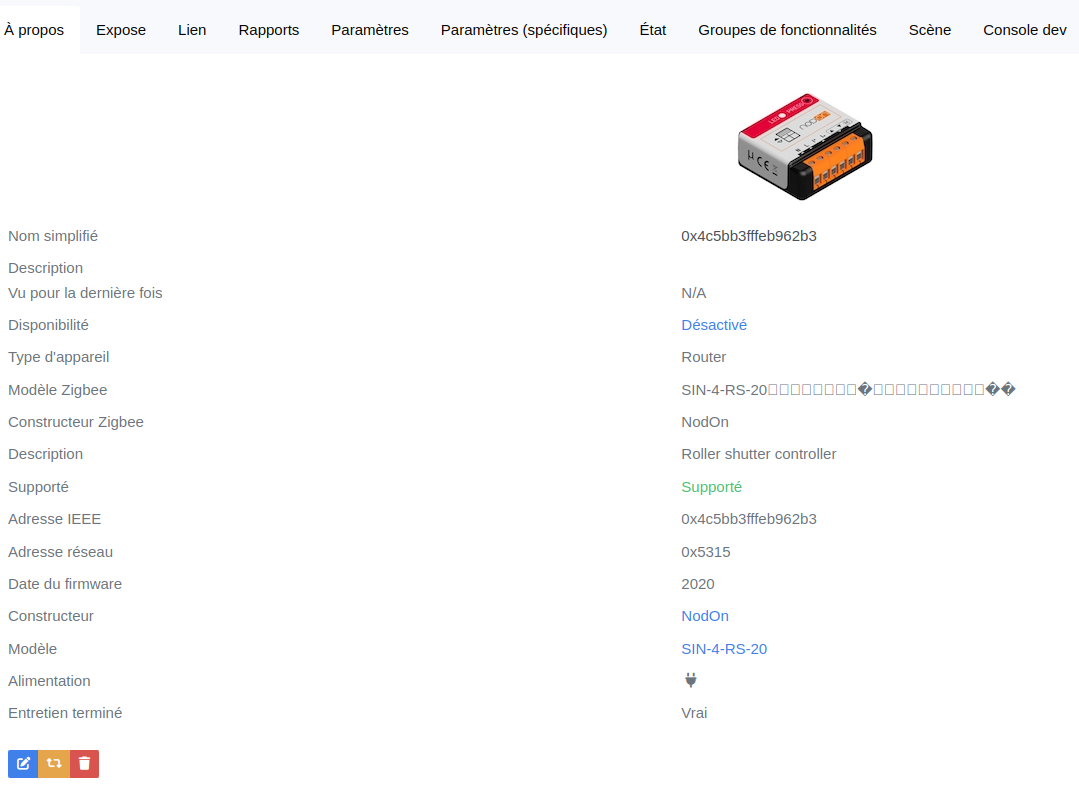 À propos Expose Lien Rapports Paramètres Paramètres (spécifiques) État Groupes de fonctionnalités Scène Console dev
Nom simplifié 0x4c5bb3fffeb962b3
Description
Vu pour la dernière fois N/A
Disponibilité Désactivé
Type d'appareil Router
Modèle Zigbee SIN-4-RS-20
Constructeur Zigbee NodOn
Description Roller shutter controller
Supporté Supporté
Adresse IEEE 0x4c5bb3fffeb962b3
Adresse réseau 0x5315
Date du firmware 2020
Constructeur NodOn
Modèle SIN-4-RS-20
Alimentation
Entretien terminé Vrai